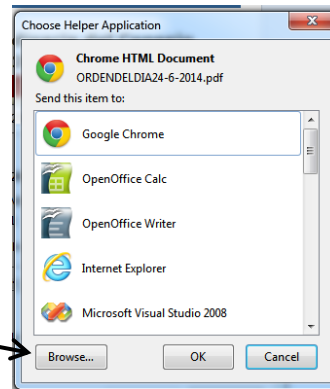 Choose Helper Application
Chrome HTML Document
ORDENDELDIA24-6-2014.pdf
Send this item to:
Google Chrome
OpenOffice Calc
OpenOffice Writer
Internet Explorer
Microsoft Visual Studio 2008
Browse...
OK
Cancel